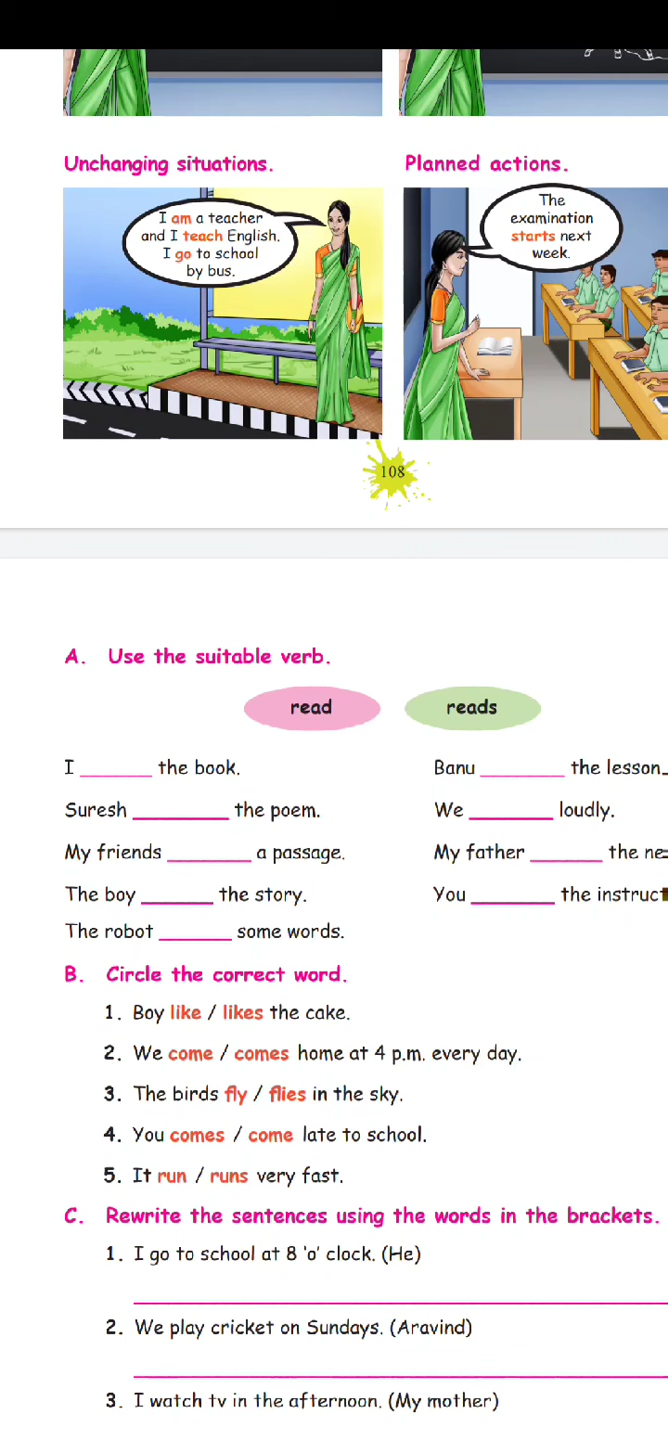 Unchanging situations.
Planned actions.
I am a teacher
and I teach English.
I go to school
by bus.
The
examination
starts next
week.
108
A. Use the suitable verb.
read
reads
I ______ the book.
Banu ______ the lesson.
Suresh ______ the poem.
We ______ loudly.
My friends ______ a passage.
My father ______ the
The boy ______ the story.
You ______ the
The robot ______ some words.
B. Circle the correct word.
1. Boy like / likes the cake.
2. We come / comes home at 4 p.m. every day.
3. The birds fly / flies in the sky.
4. You comes / come late to school.
5. It run / runs very fast.
C. Rewrite the sentences using the words in the brackets.
1. I go to school at 8 'o' clock. (He)
2. We play cricket on Sundays. (Aravind)
3. I watch tv in the afternoon. (My mother)